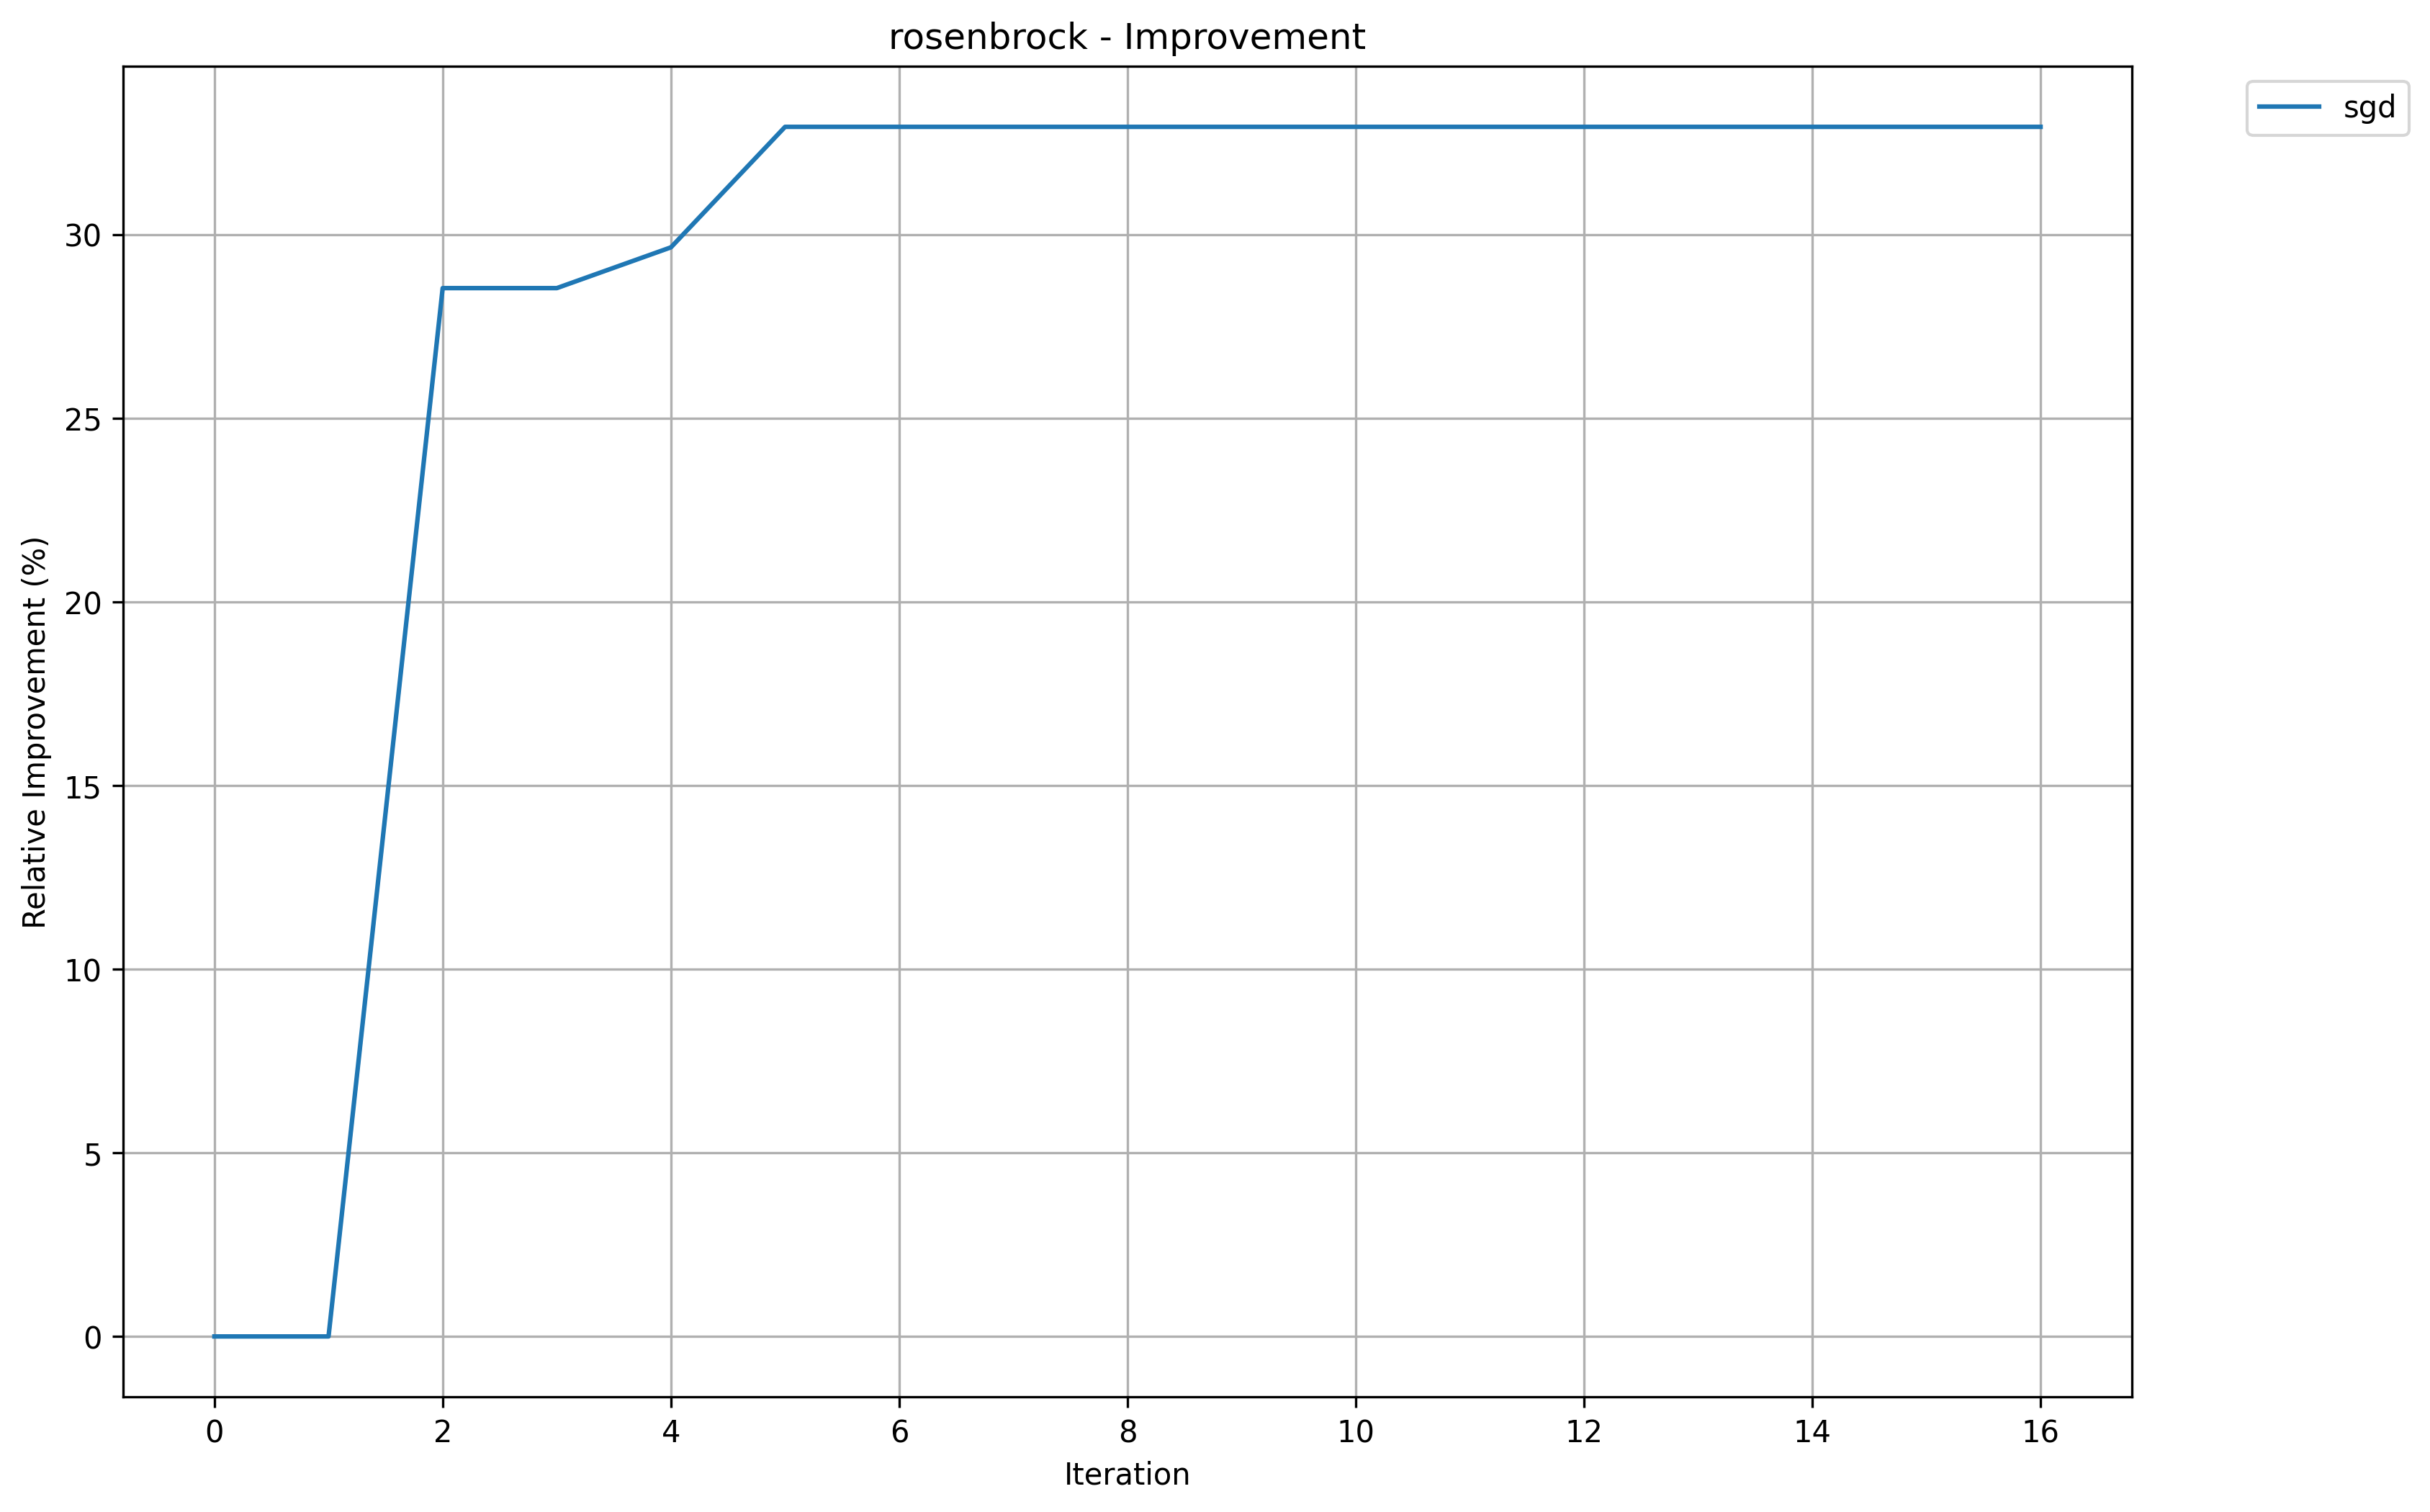 rosenbrock - Improvement
sgd
Relative Improvement (%)
30
25
20
15
10
5
0
0 2 4 6 8 10 12 14 16
Iteration